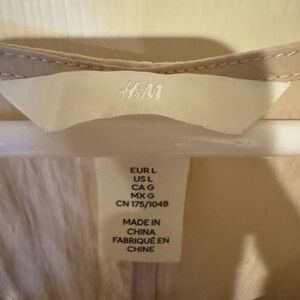 H&M
EUR L
US L
CA G
MX G
CN 175/104B
MADE IN
CHINA
FABRIQUÉ EN
CHINE